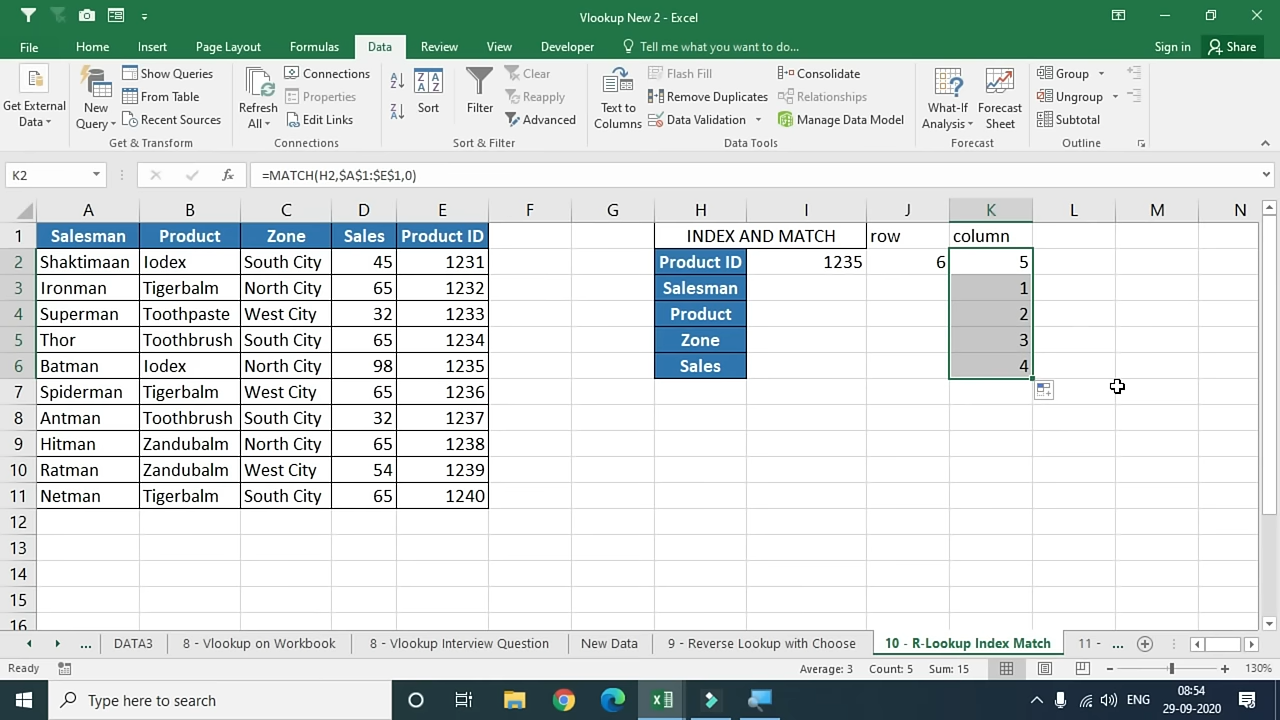 Vlookup New 2 - Excel
File Home Insert Page Layout Formulas Data Review View Developer Tell me what you want to do... Sign in Share
Get External Data
New Query
Show Queries
From Table
Recent Sources
Get & Transform
Refresh All
Connections
Properties
Edit Links
Connections
Sort
Filter
Clear
Reapply
Advanced
Sort & Filter
Text to Columns
Flash Fill
Remove Duplicates
Data Validation
Consolidate
Relationships
Manage Data Model
Data Tools
What-If Analysis
Forecast Sheet
Forecast
Group
Ungroup
Subtotal
Outline
K2 fx =MATCH(H2,$A$1:$E$1,0)
A B C D E F G H I J K L M N
1 Salesman Product Zone Sales Product ID INDEX AND MATCH row column
2 Shaktimaan Iodex South City 45 1231 Product ID 1235 6 5
3 Ironman Tigerbalm North City 65 1232 Salesman 1
4 Superman Toothpaste West City 32 1233 Product 2
5 Thor Toothbrush South City 65 1234 Zone 3
6 Batman Iodex North City 98 1235 Sales 4
7 Spiderman Tigerbalm West City 65 1236
8 Antman Toothbrush South City 32 1237
9 Hitman Zandubalm North City 65 1238
10 Ratman Zandubalm West City 54 1239
11 Netman Tigerbalm South City 65 1240
12
13
14
15
16
... DATA3 8 - Vlookup on Workbook 8 - Vlookup Interview Question New Data 9 - Reverse Lookup with Choose 10 - R-Lookup Index Match 11 - ...
Ready Average: 3 Count: 5 Sum: 15 130%
Type here to search ENG 08:54
29-09-2020